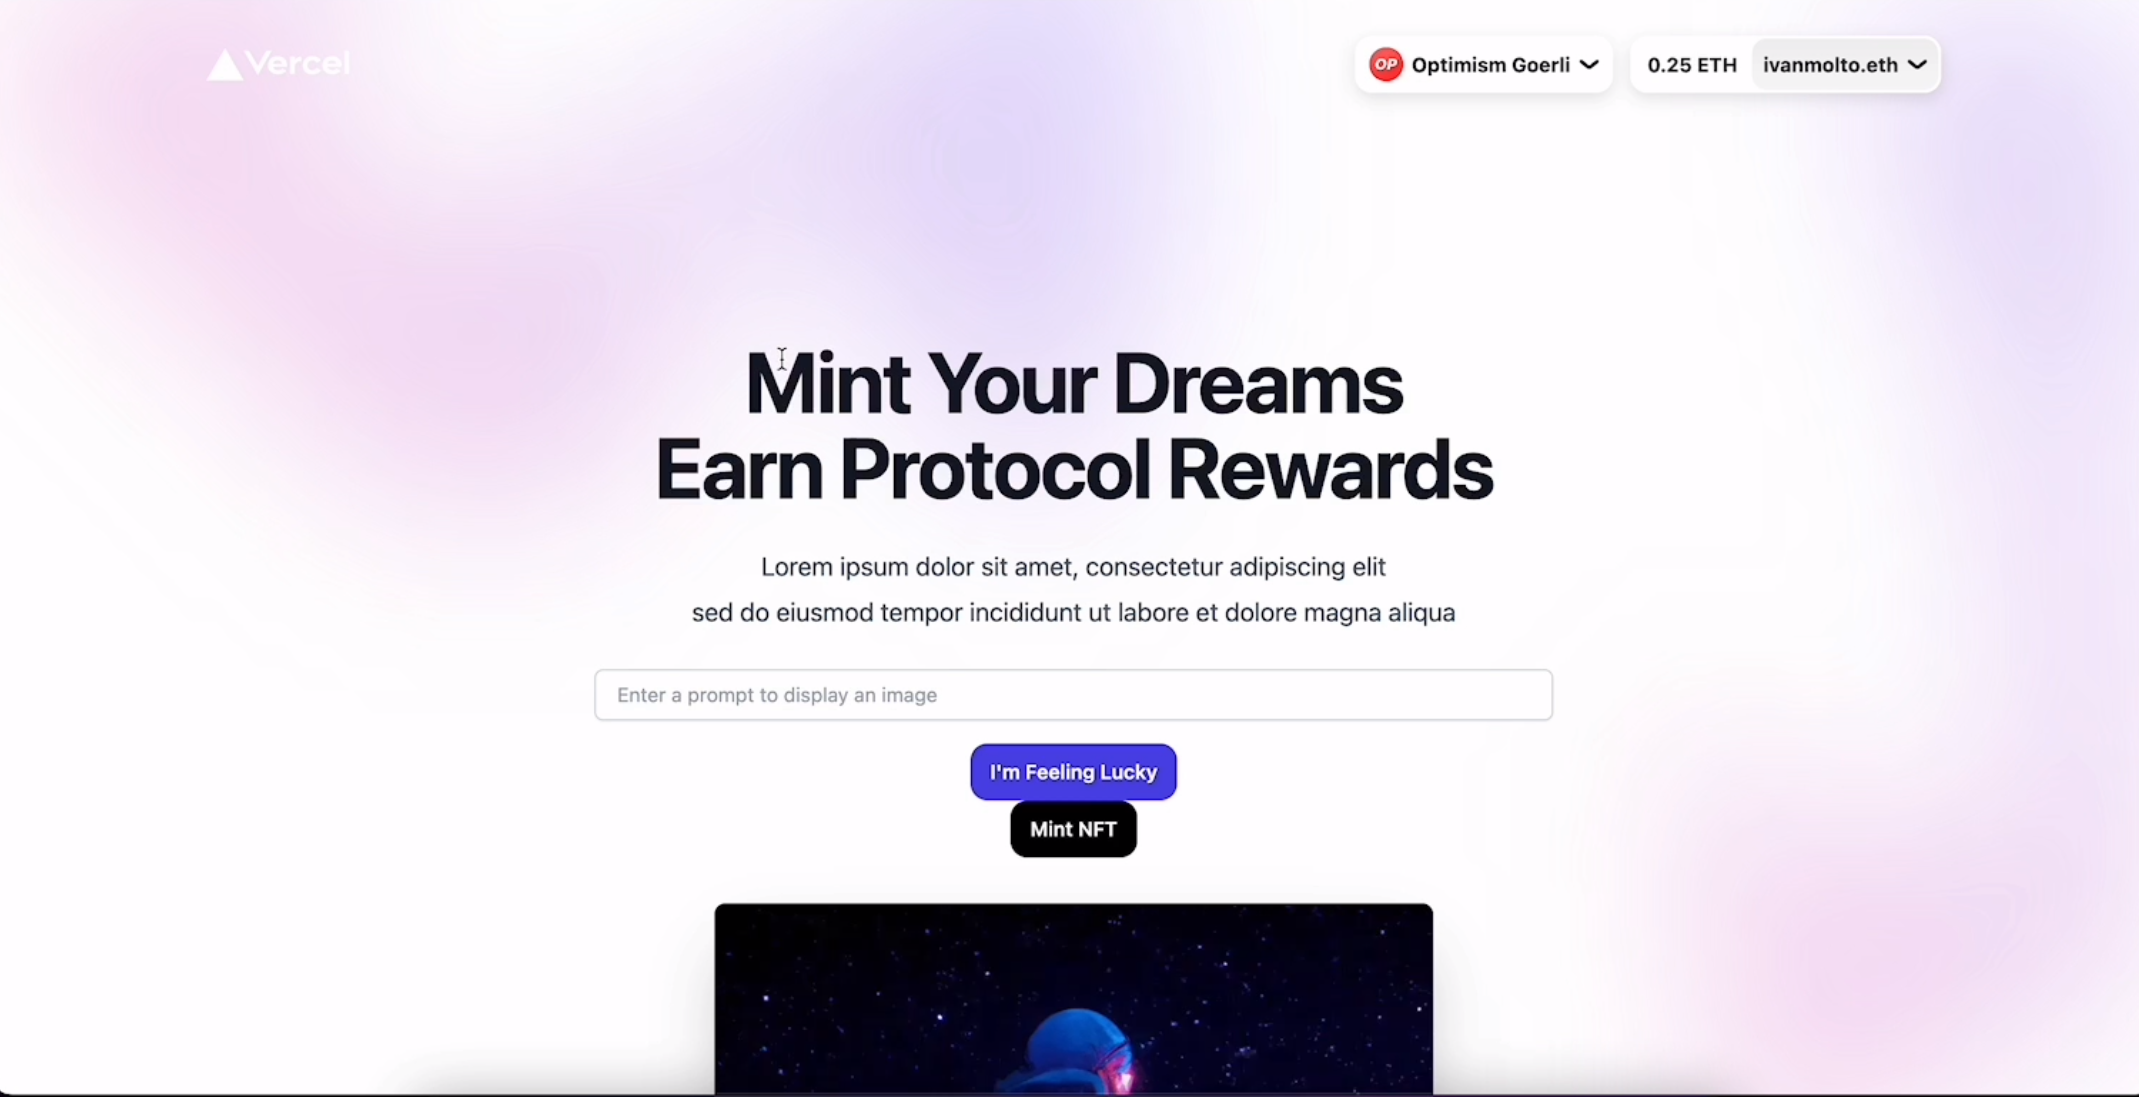 Vercel
OP Optimism Goerli
0.25 ETH ivanmolto.eth
Mint Your Dreams
Earn Protocol Rewards
Lorem ipsum dolor sit amet, consectetur adipiscing elit
sed do eiusmod tempor incididunt ut labore et dolore magna aliqua
Enter a prompt to display an image
I'm Feeling Lucky
Mint NFT